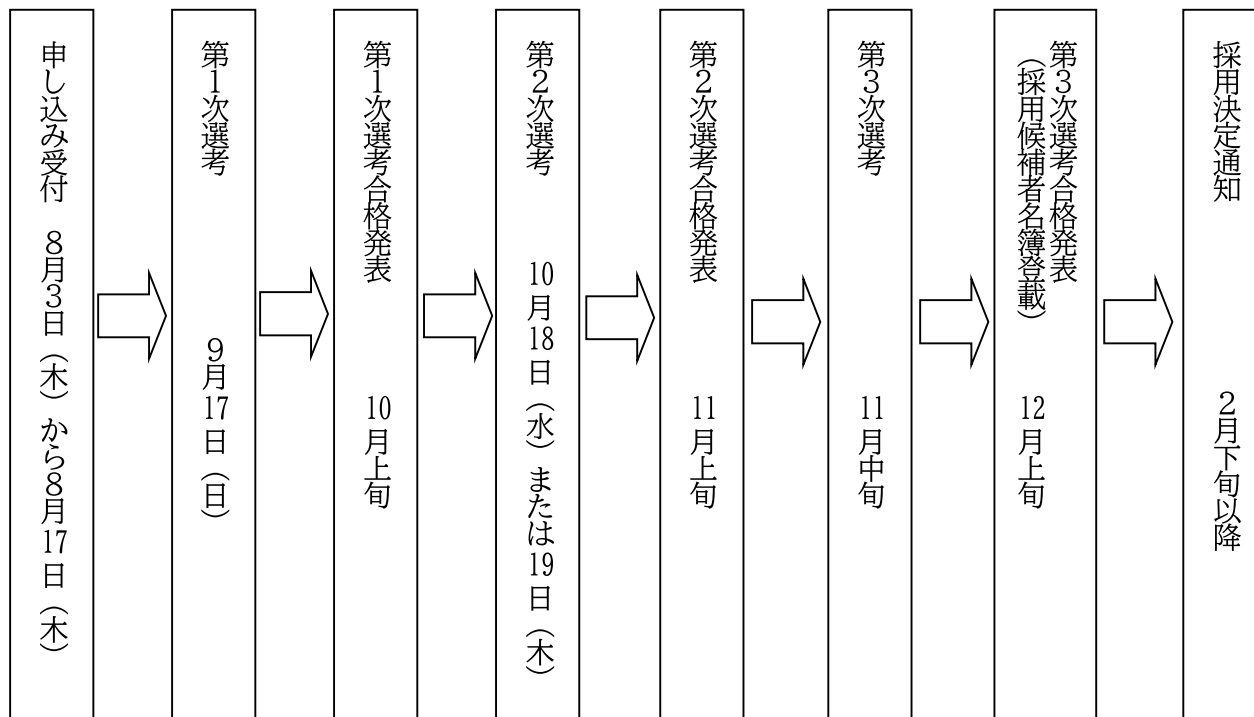 申し込み受付　８月３日（木）から８月17日（木）
第１次選考　９月17日（日）
第１次選考合格発表　10月上旬
第２次選考　10月18日（水）または19日（木）
第２次選考合格発表　11月上旬
第３次選考　11月中旬
第３次選考合格発表
（採用候補者名簿登載）　12月上旬
採用決定通知　２月下旬以降